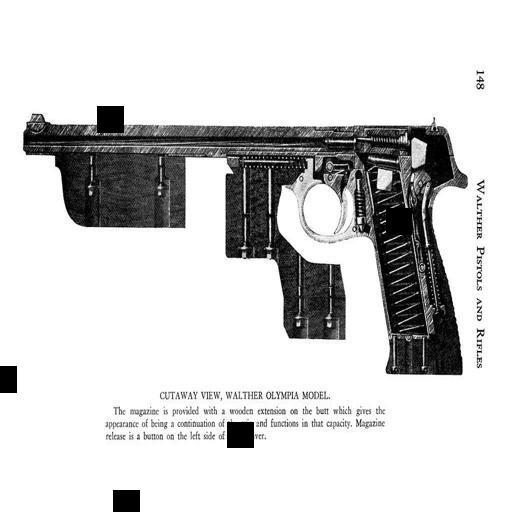 148
WALTHER PISTOLS AND RIFLES
CUTAWAY VIEW, WALTHER OLYMPIA MODEL.
The magazine is provided with a wooden extension on the butt which gives the
appearance of being a continuation of and functions in that capacity. Magazine
release is a button on the left side of